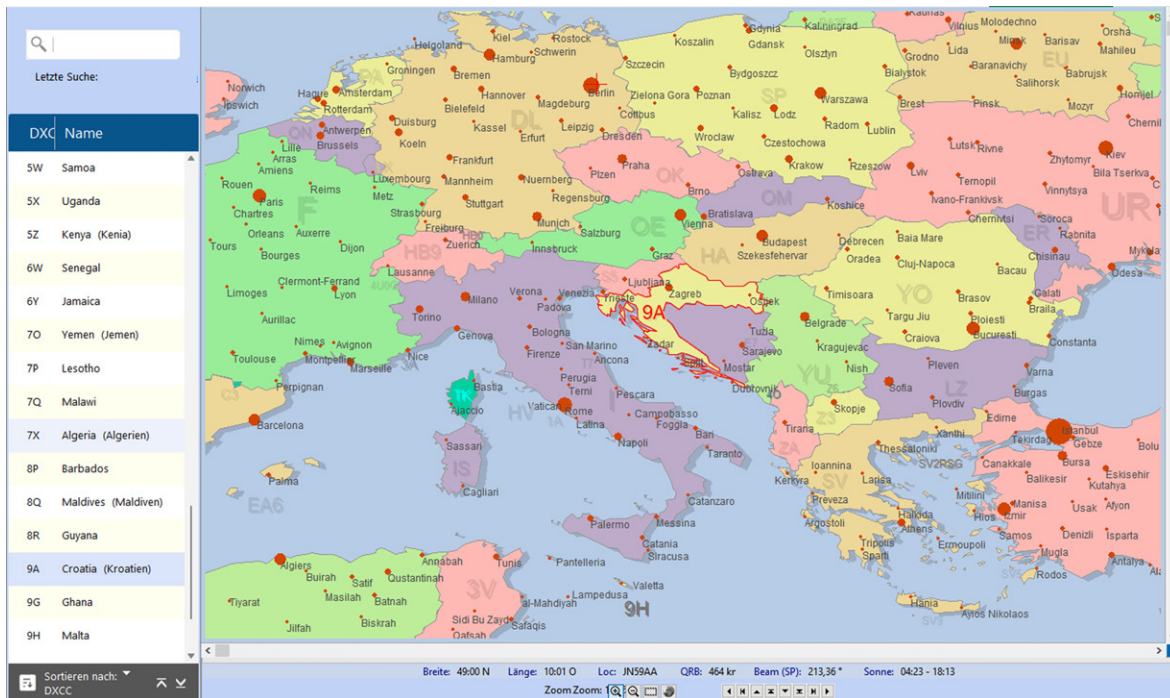 Letzte Suche:
DXC Name
5W Samoa
5X Uganda
5Z Kenya (Kenia)
6W Senegal
6Y Jamaica
7O Yemen (Jemen)
7P Lesotho
7Q Malawi
7X Algeria (Algerien)
8P Barbados
8Q Maldives (Maldiven)
8R Guyana
9A Croatia (Kroatien)
9G Ghana
9H Malta
Sortieren nach:
DXCC
Helgoland Kiel Rostock Koszalin Gdynia Kaliningrad Kaunas Vilnius Molodechno Orsha
Hamburg Schwerin Gdansk Olsztyn Grodno Lida Minsk Barisav Mahileu
Norwich PA Groningen Bremen Szczecin Bydgoszcz Bialystok Baranavichy EU Babrujsk
Ipswich Hague Amsterdam Hannover Berlin Zielona Gora Poznan SP Warszawa Salihorsk
Rotterdam Bielefeld Magdeburg Cottbus Kalisz Lodz Brest Pinsk Mozyr Homjel
ON Antwerpen Duisburg Kassel DL Leipzig Radom Lublin
Lille Brussels Koeln Erfurt Dresden Wroclaw Czestochowa Lutsk Rivne Kiev
Arras Amiens Frankfurt Praha Krakow Rzeszow Lviv Zhytomyr Bila Tserkva
Rouen Reims Luxembourg Mannheim Nuernberg Plzen OK Ostrava Ternopil Vinnytsya
Paris F Metz Stuttgart Regensburg Brno OM Ivano-Frankivsk UR
Chartres Strasbourg Munich Vienna Bratislava Koshice Chernivtsi Soroca
Orleans Auxerre Freiburg Salzburg OE Budapest Debrecen Baia Mare ER Rabnita
Tours Bourges Dijon HB9 Zuerich HB0 Innsbruck Graz HA Szekesfehervar Oradea Cluj-Napoca Chisinau
Lausanne S5 Ljubljana Bacau Odesa
Limoges Clermont-Ferrand Lyon Milano Verona Venezia Trieste Zagreb Osijek Timisoara YO Brasov Galati
Torino Padova 9A Targu Jiu Ploiesti Braila
Aurillac Genova Bologna Tuzla Belgrade Craiova Bucuresti Constanta
Nimes Avignon Firenze San Marino Zadar Sarajevo Kragujevac
Toulouse Montpellier Marseille Nice 3A Ancona Split Mostar YU Nish Pleven Varna
Perpignan Bastia Perugia Dubrovnik Sofia LZ Burgas
C3 TK Terni Pescara 4O Plovdiv
Barcelona Ajaccio HV Vatican Rome I Campobasso Skopje Edirne Istanbul
1A Latina Foggia Tirana Z3 Xanthi Tekirdag Gebze Bolu
Sassari Napoli Bari ZA Thessaloniki SV2RSG Canakkale Bursa
Palma IS Taranto Ioannina Larisa Balikesir Eskisehir
EA6 Cagliari Kerkyra SV Mitilini Manisa Kutahya
Catanzaro Preveza Halkida Hios Izmir Usak Afyon
Palermo Messina Argostoli Athens Samos Denizli Isparta
Catania Tripolis Ermoupoli Mugla
Siracusa Sparti Antalya
Algiers Annabah Tunis Pantelleria Rodos
Buirah Satif Qustantinah 3V Valletta
Tiyarat Masilah Batnah al-Mahdiyah Lampedusa 9H Hania Ayios Nikolaos
Jilfah Biskrah Sidi Bu Zayd Safaqis SV9
Qafsah
Breite: 49:00 N Länge: 10:01 O Loc: JN59AA QRB: 464 kr Beam (SP): 213,36 ° Sonne: 04:23 - 18:13
Zoom Zoom: